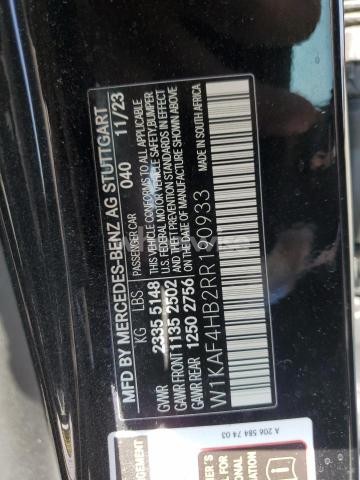 MFD BY MERCEDES-BENZ AG STUTTGART
PASSENGER CAR 040 11/23
KG LBS THIS VEHICLE CONFORMS TO ALL APPLICABLE
GVWR 2335 5148 FEDERAL MOTOR VEHICLE SAFETY,BUMPER
GAWR FRONT 1135 2502 AND THEFT PREVENTION STANDARDS IN EFFECT
GAWR REAR 1250 2756 ON THE DATE OF MANUFACTURE SHOWN ABOVE
W1KAF4HB2RR190933 MADE IN SOUTH AFRICA
A 206 584 74 03